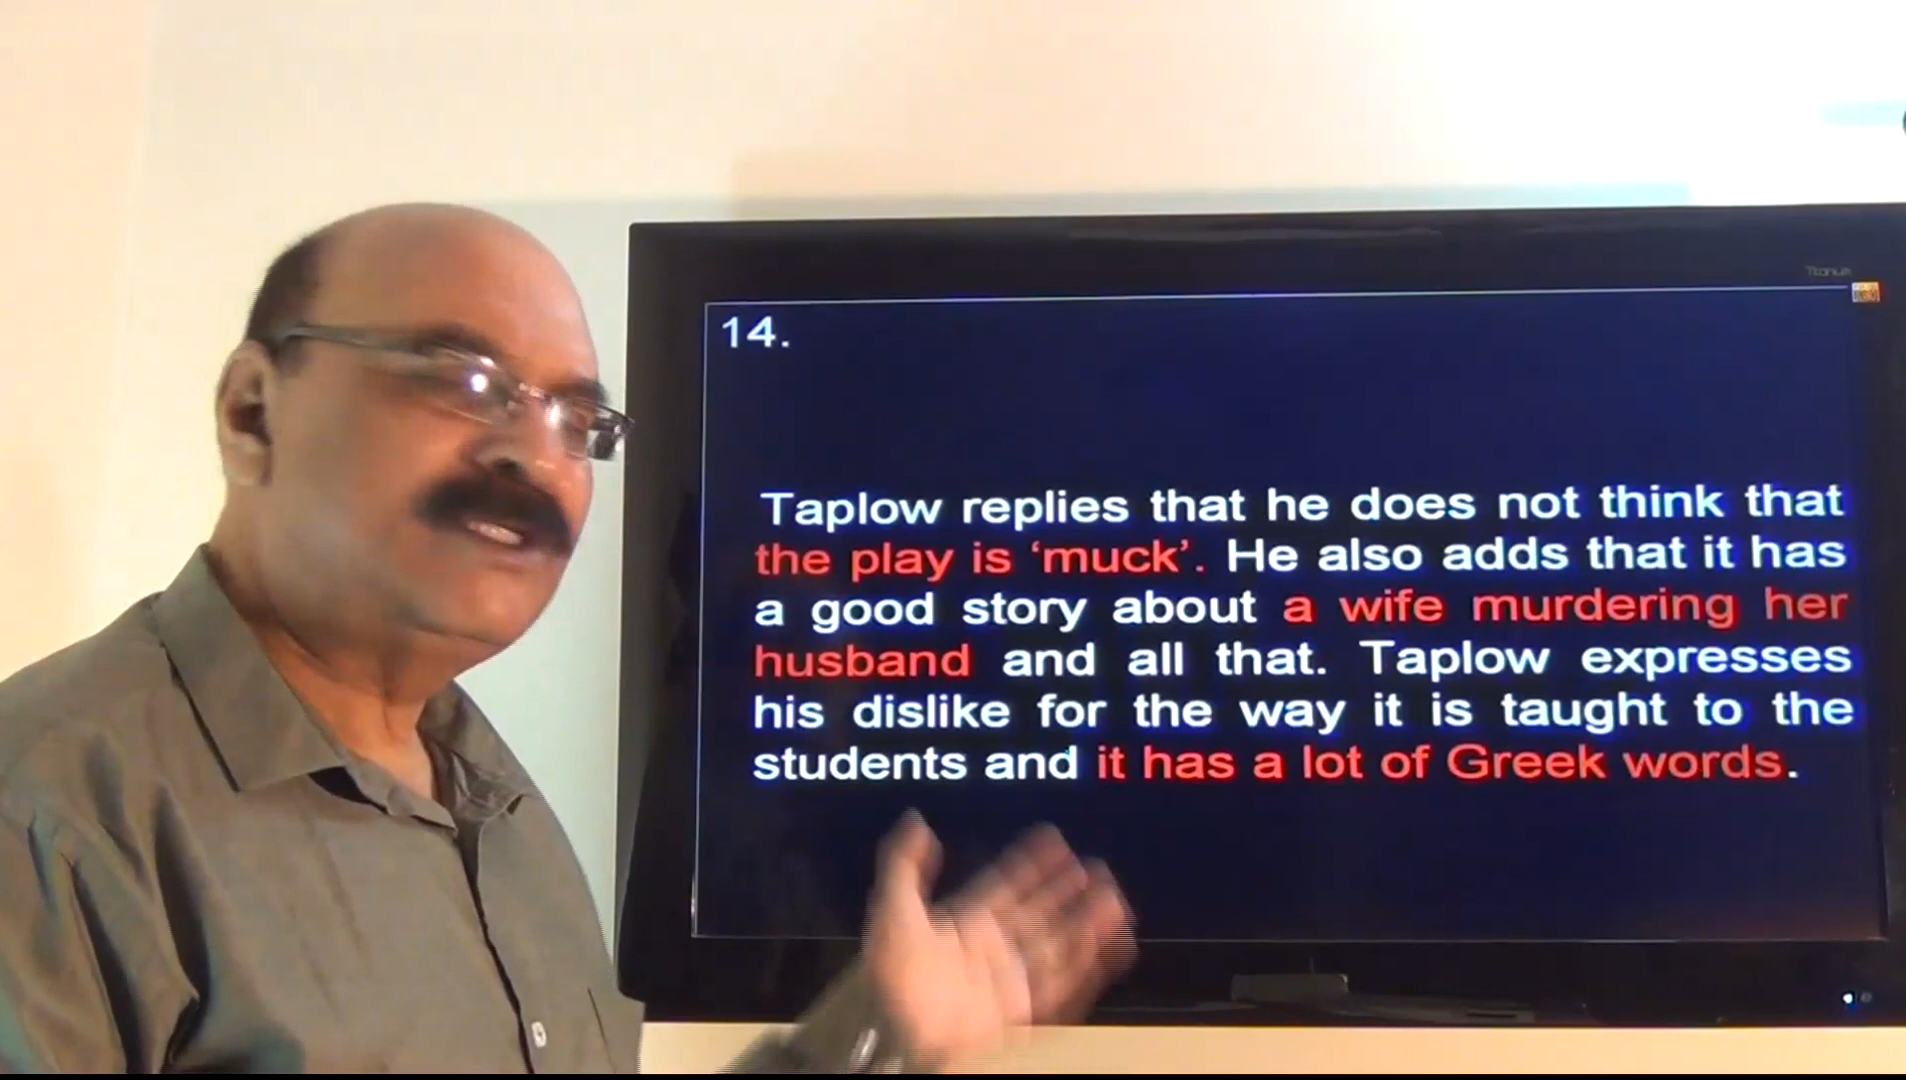 14.
Taplow replies that he does not think that
the play is ‘muck’. He also adds that it has
a good story about a wife murdering her
husband and all that. Taplow expresses
his dislike for the way it is taught to the
students and it has a lot of Greek words.